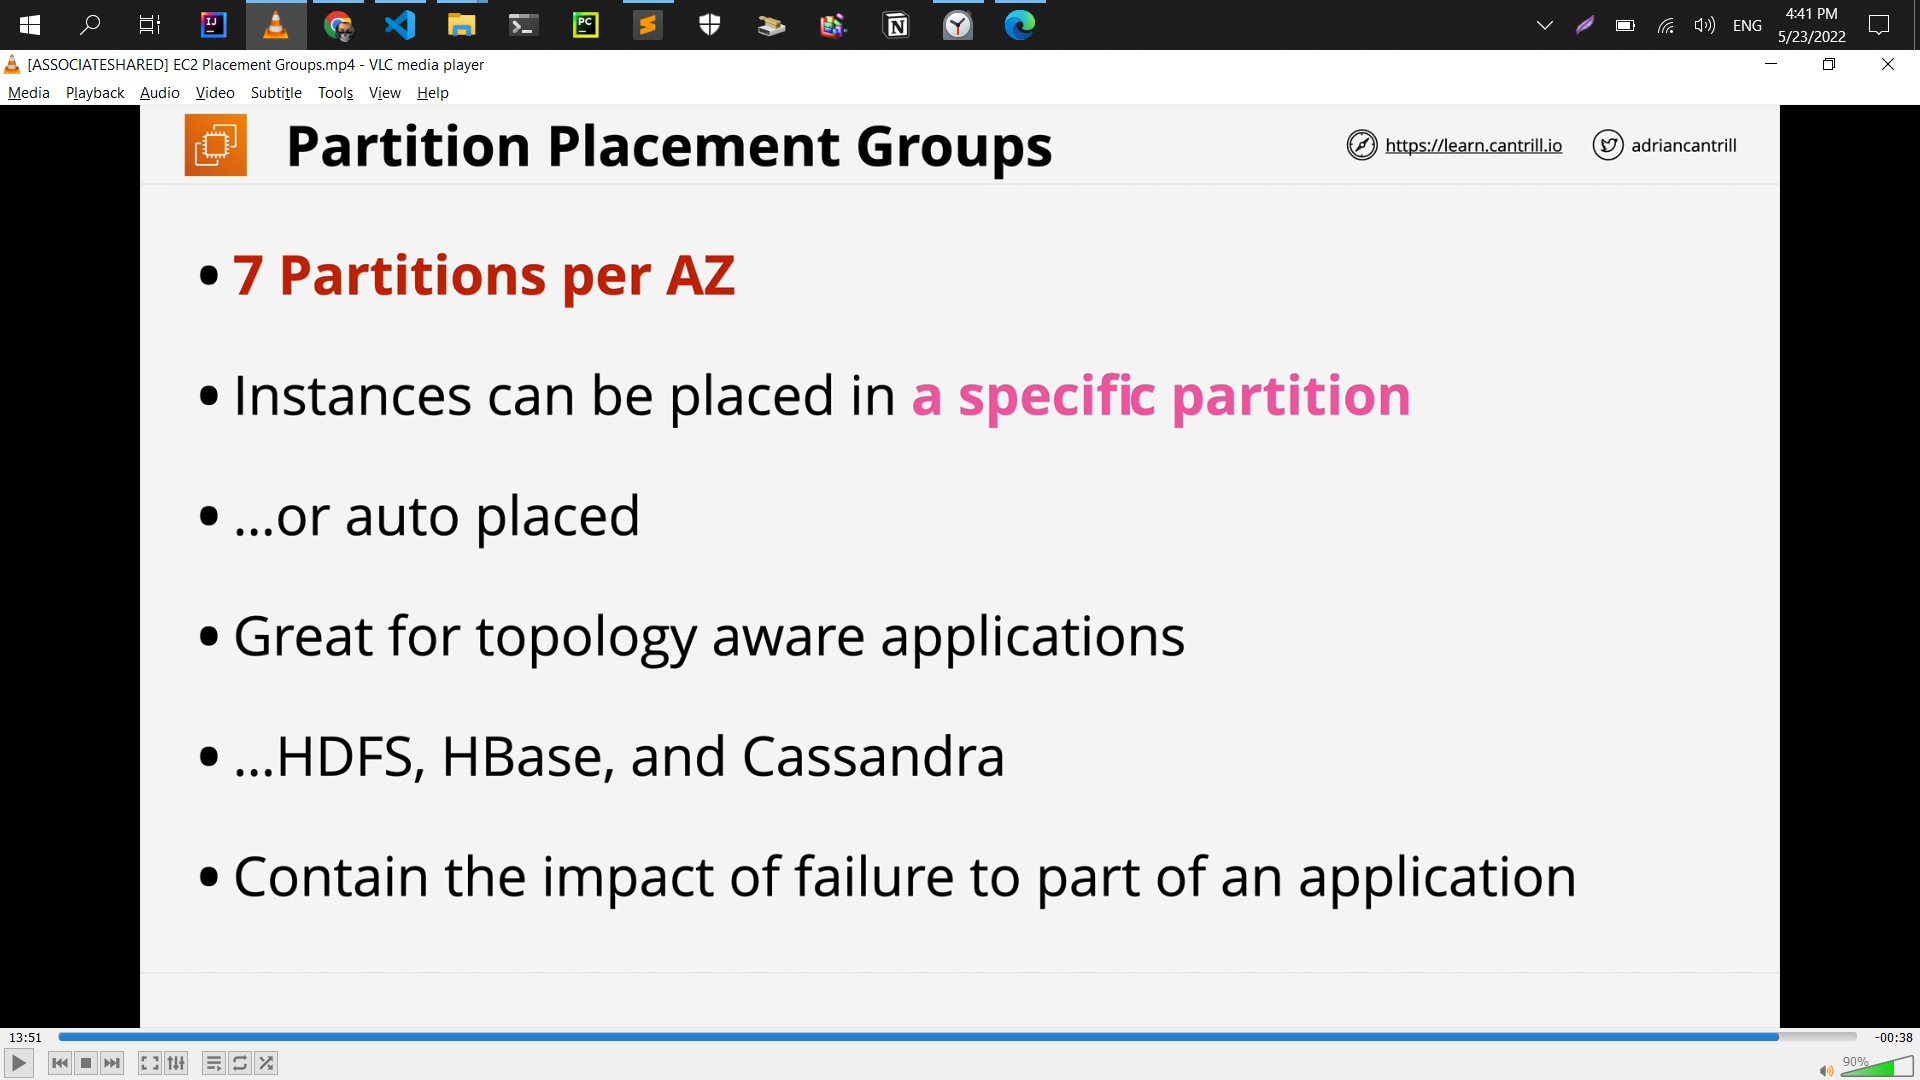 4:41 PM
ENG
5/23/2022
[ASSOCIATESHARED] EC2 Placement Groups.mp4 - VLC media player
Media Playback Audio Video Subtitle Tools View Help
Partition Placement Groups
https://learn.cantrill.io
adriancantrill
• 7 Partitions per AZ
• Instances can be placed in a specific partition
• ...or auto placed
• Great for topology aware applications
• ...HDFS, HBase, and Cassandra
• Contain the impact of failure to part of an application
13:51
-00:38
90%